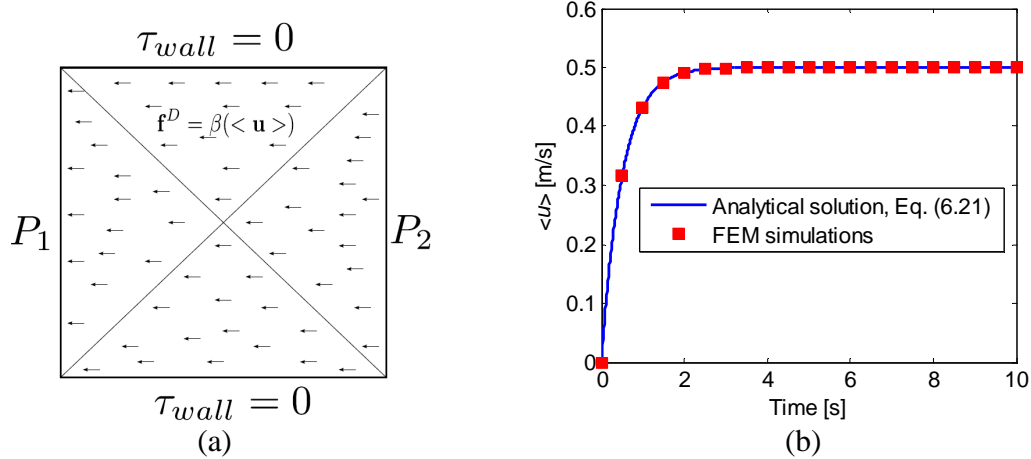 τ_wall = 0
f^D = β(< u >)
P_1
P_2
τ_wall = 0
(a)
0.6
0.5
0.4
0.3
0.2
0.1
0
<u> [m/s]
Analytical solution, Eq. (6.21)
FEM simulations
0 2 4 6 8 10
Time [s]
(b)